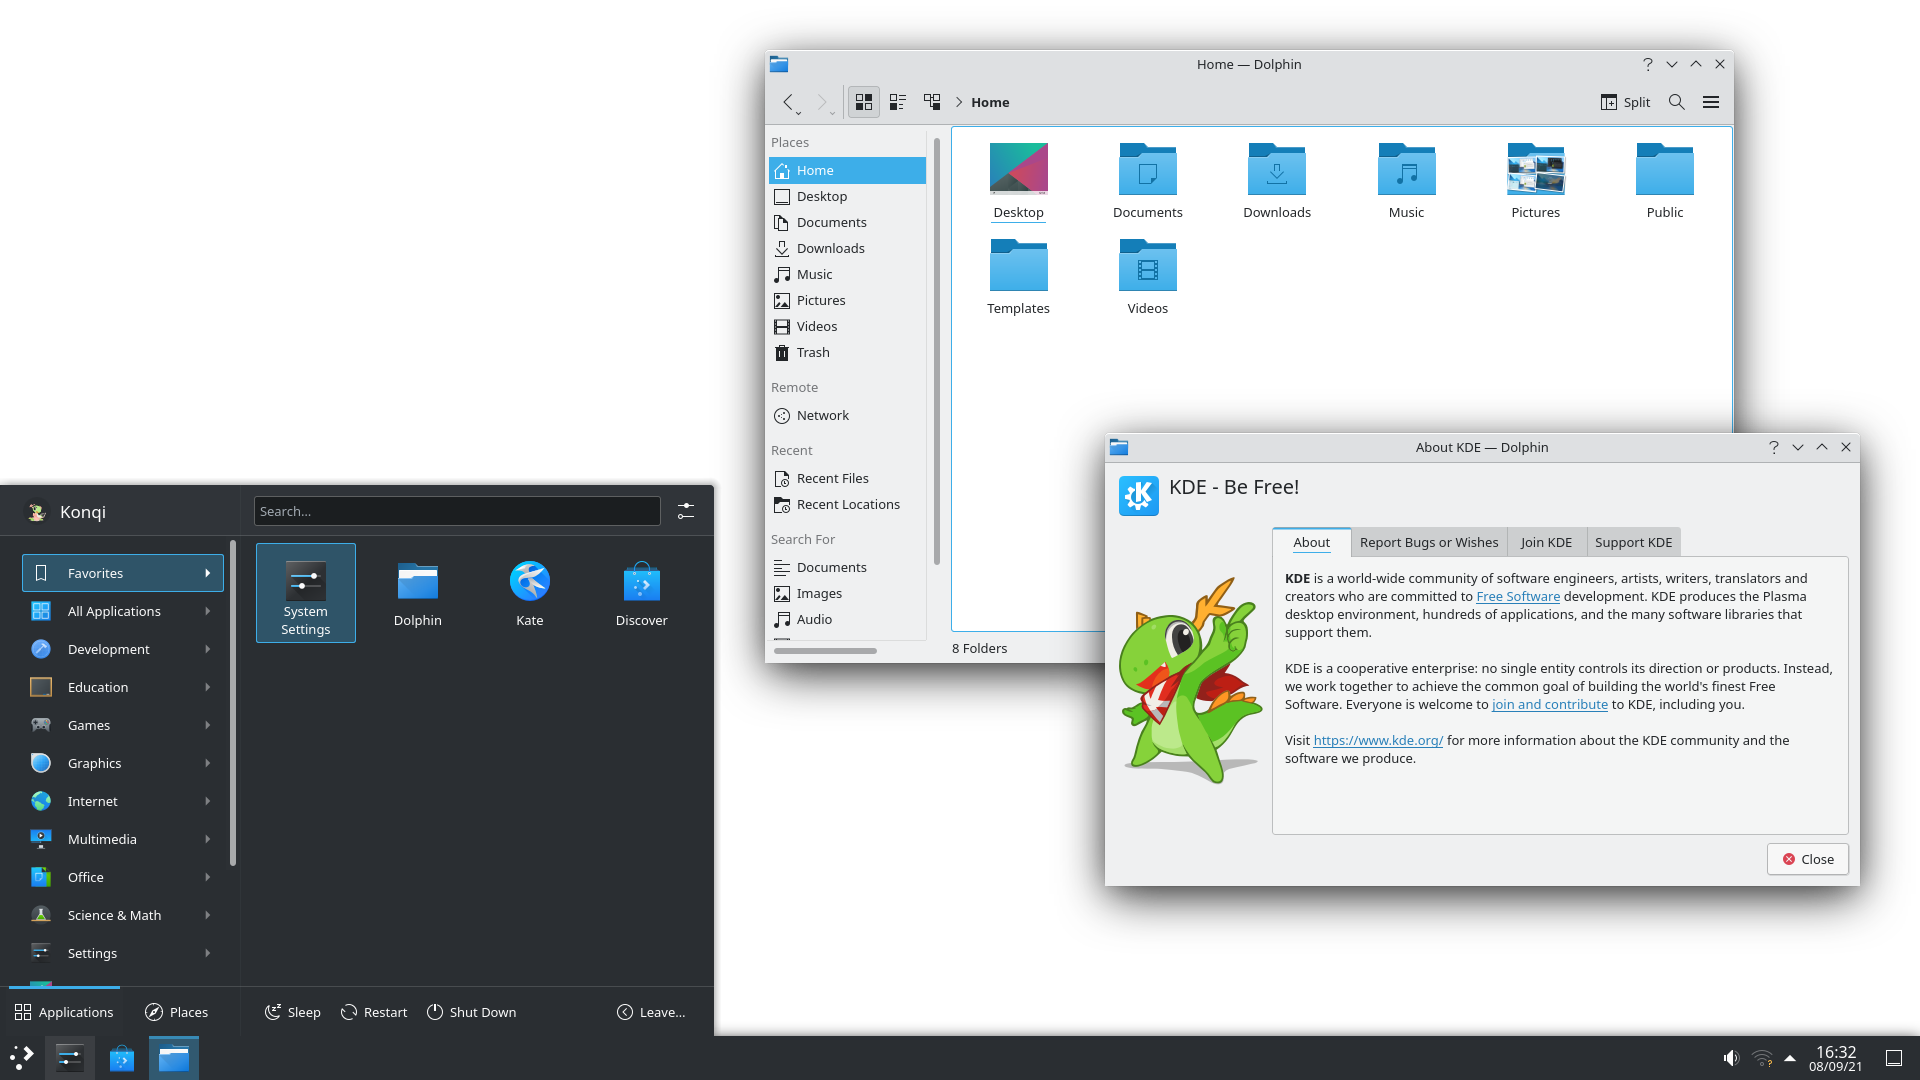 Home — Dolphin
Home
Split
Places
Home
Desktop
Documents
Downloads
Music
Pictures
Videos
Trash
Remote
Network
Recent
Recent Files
Recent Locations
Search For
Documents
Images
Audio
Desktop
Documents
Downloads
Music
Pictures
Public
Templates
Videos
8 Folders
About KDE — Dolphin
KDE - Be Free!
About
Report Bugs or Wishes
Join KDE
Support KDE
KDE is a world-wide community of software engineers, artists, writers, translators and
creators who are committed to Free Software development. KDE produces the Plasma
desktop environment, hundreds of applications, and the many software libraries that
support them.
KDE is a cooperative enterprise: no single entity controls its direction or products. Instead,
we work together to achieve the common goal of building the world's finest Free
Software. Everyone is welcome to join and contribute to KDE, including you.
Visit https://www.kde.org/ for more information about the KDE community and the
software we produce.
Close
Konqi
Search...
Favorites
All Applications
Development
Education
Games
Graphics
Internet
Multimedia
Office
Science & Math
Settings
System
Settings
Dolphin
Kate
Discover
Applications
Places
Sleep
Restart
Shut Down
Leave...
16:32
08/09/21